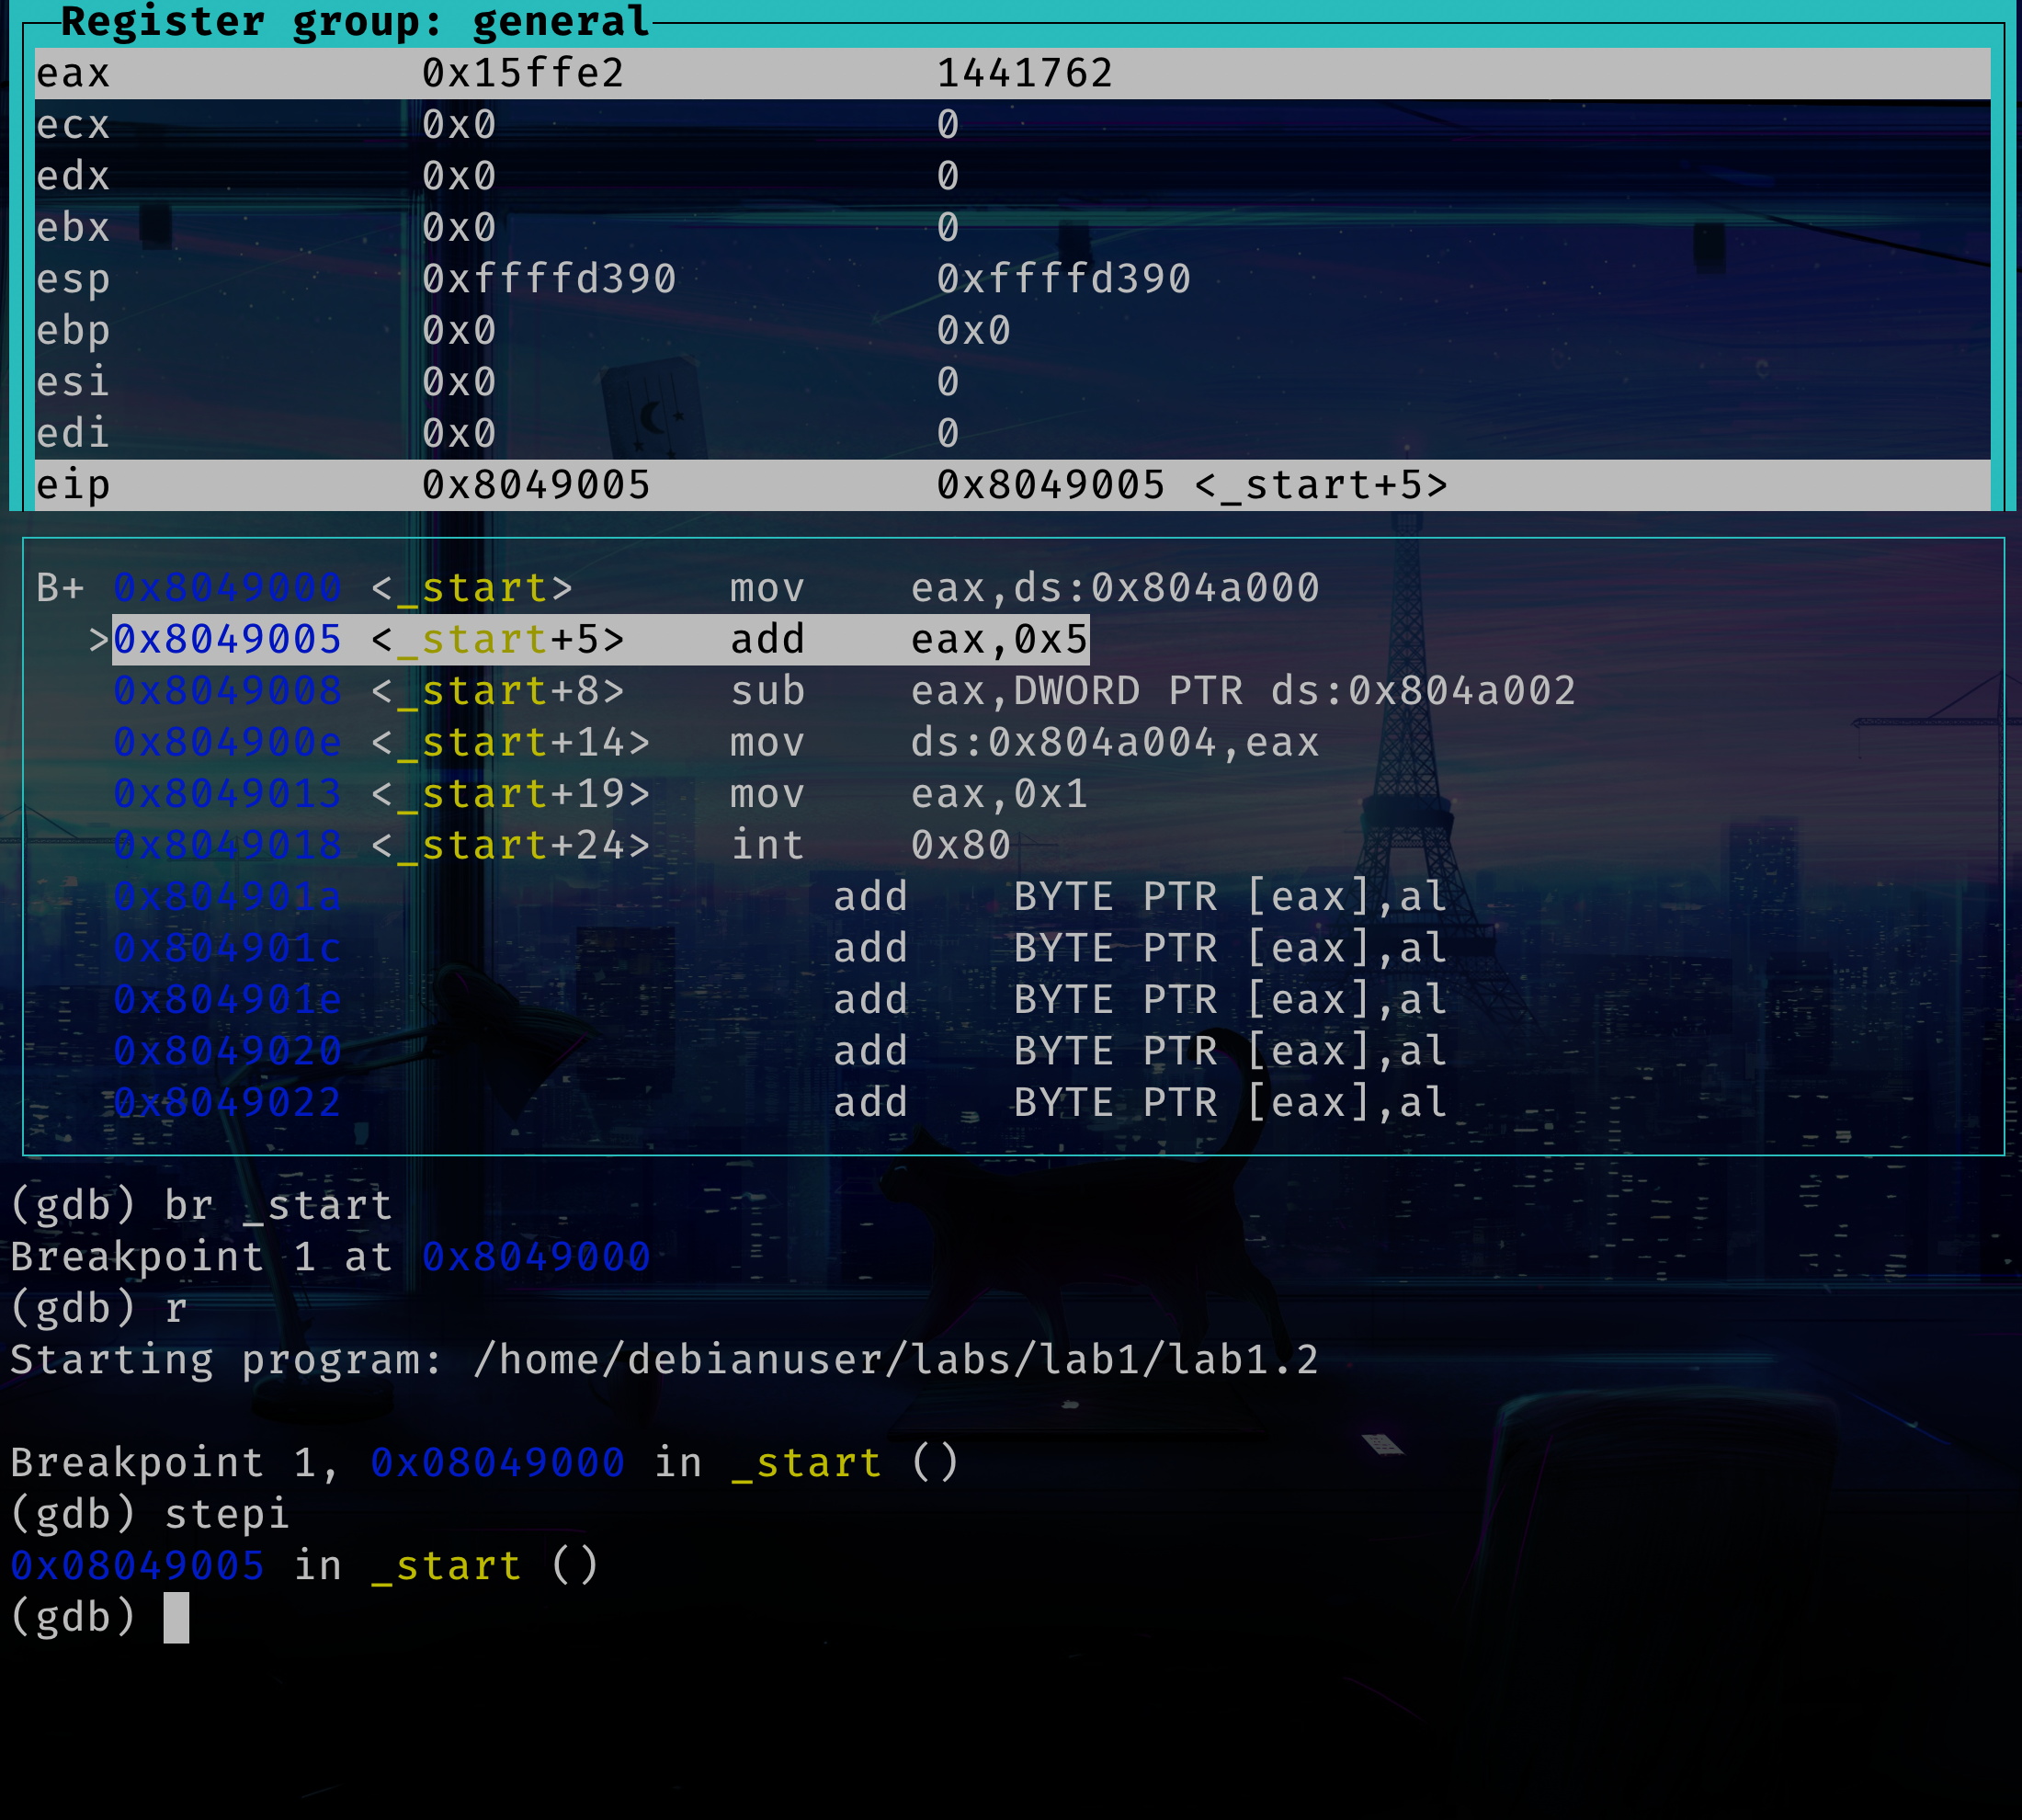 Register group: general
eax 0x15ffe2 1441762
ecx 0x0 0
edx 0x0 0
ebx 0x0 0
esp 0xffffd390 0xffffd390
ebp 0x0 0x0
esi 0x0 0
edi 0x0 0
eip 0x8049005 0x8049005 <_start+5>
B+ 0x8049000 <_start> mov eax,ds:0x804a000
>0x8049005 <_start+5> add eax,0x5
0x8049008 <_start+8> sub eax,DWORD PTR ds:0x804a002
0x804900e <_start+14> mov ds:0x804a004,eax
0x8049013 <_start+19> mov eax,0x1
0x8049018 <_start+24> int 0x80
0x804901a add BYTE PTR [eax],al
0x804901c add BYTE PTR [eax],al
0x804901e add BYTE PTR [eax],al
0x8049020 add BYTE PTR [eax],al
0x8049022 add BYTE PTR [eax],al
(gdb) br _start
Breakpoint 1 at 0x8049000
(gdb) r
Starting program: /home/debianuser/labs/lab1/lab1.2
Breakpoint 1, 0x08049000 in _start ()
(gdb) stepi
0x08049005 in _start ()
(gdb)